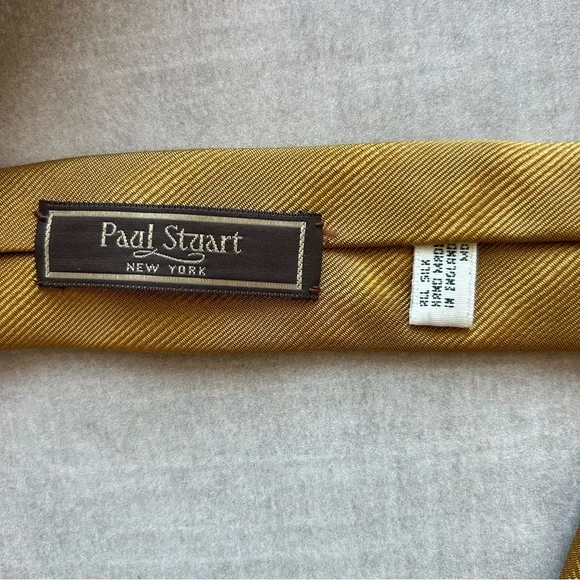 Paul Stuart
NEW YORK
ALL SILK
HAND MADE
IN ENGLAND